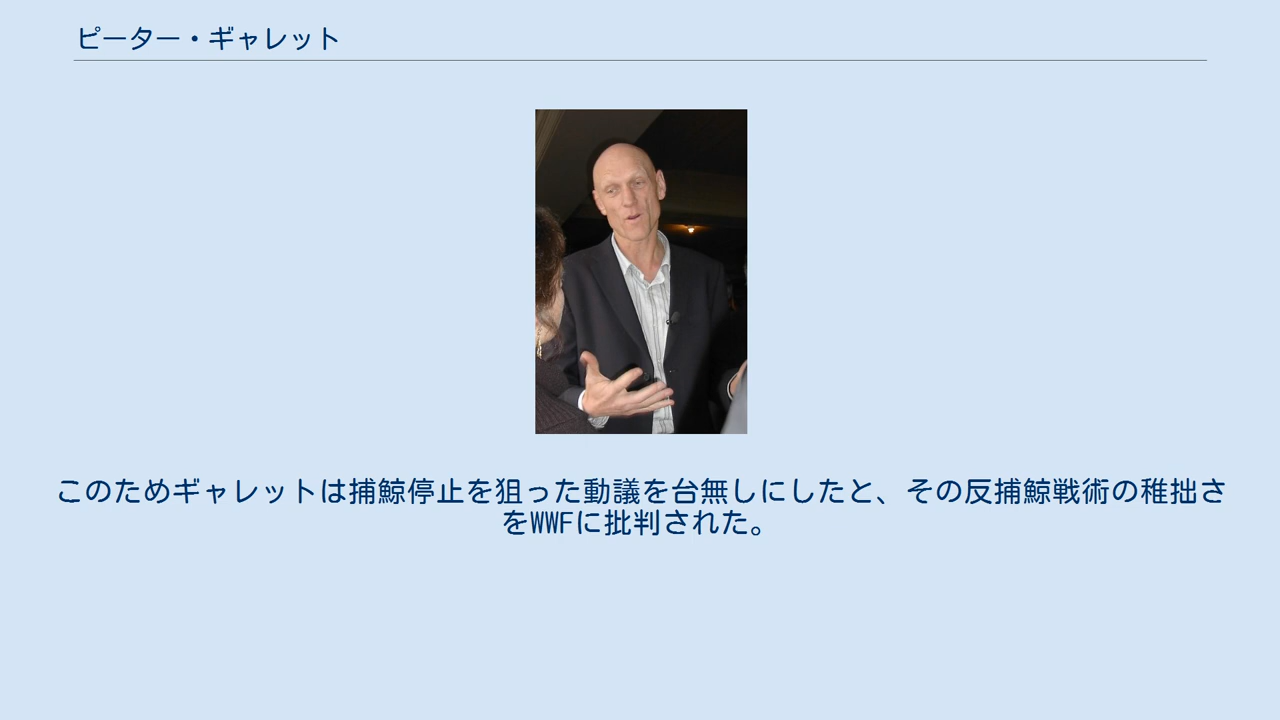 ピーター・ギャレット
このためギャレットは捕鯨停止を狙った動議を台無しにしたと、その反捕鯨戦術の稚拙さ
をWWFに批判された。